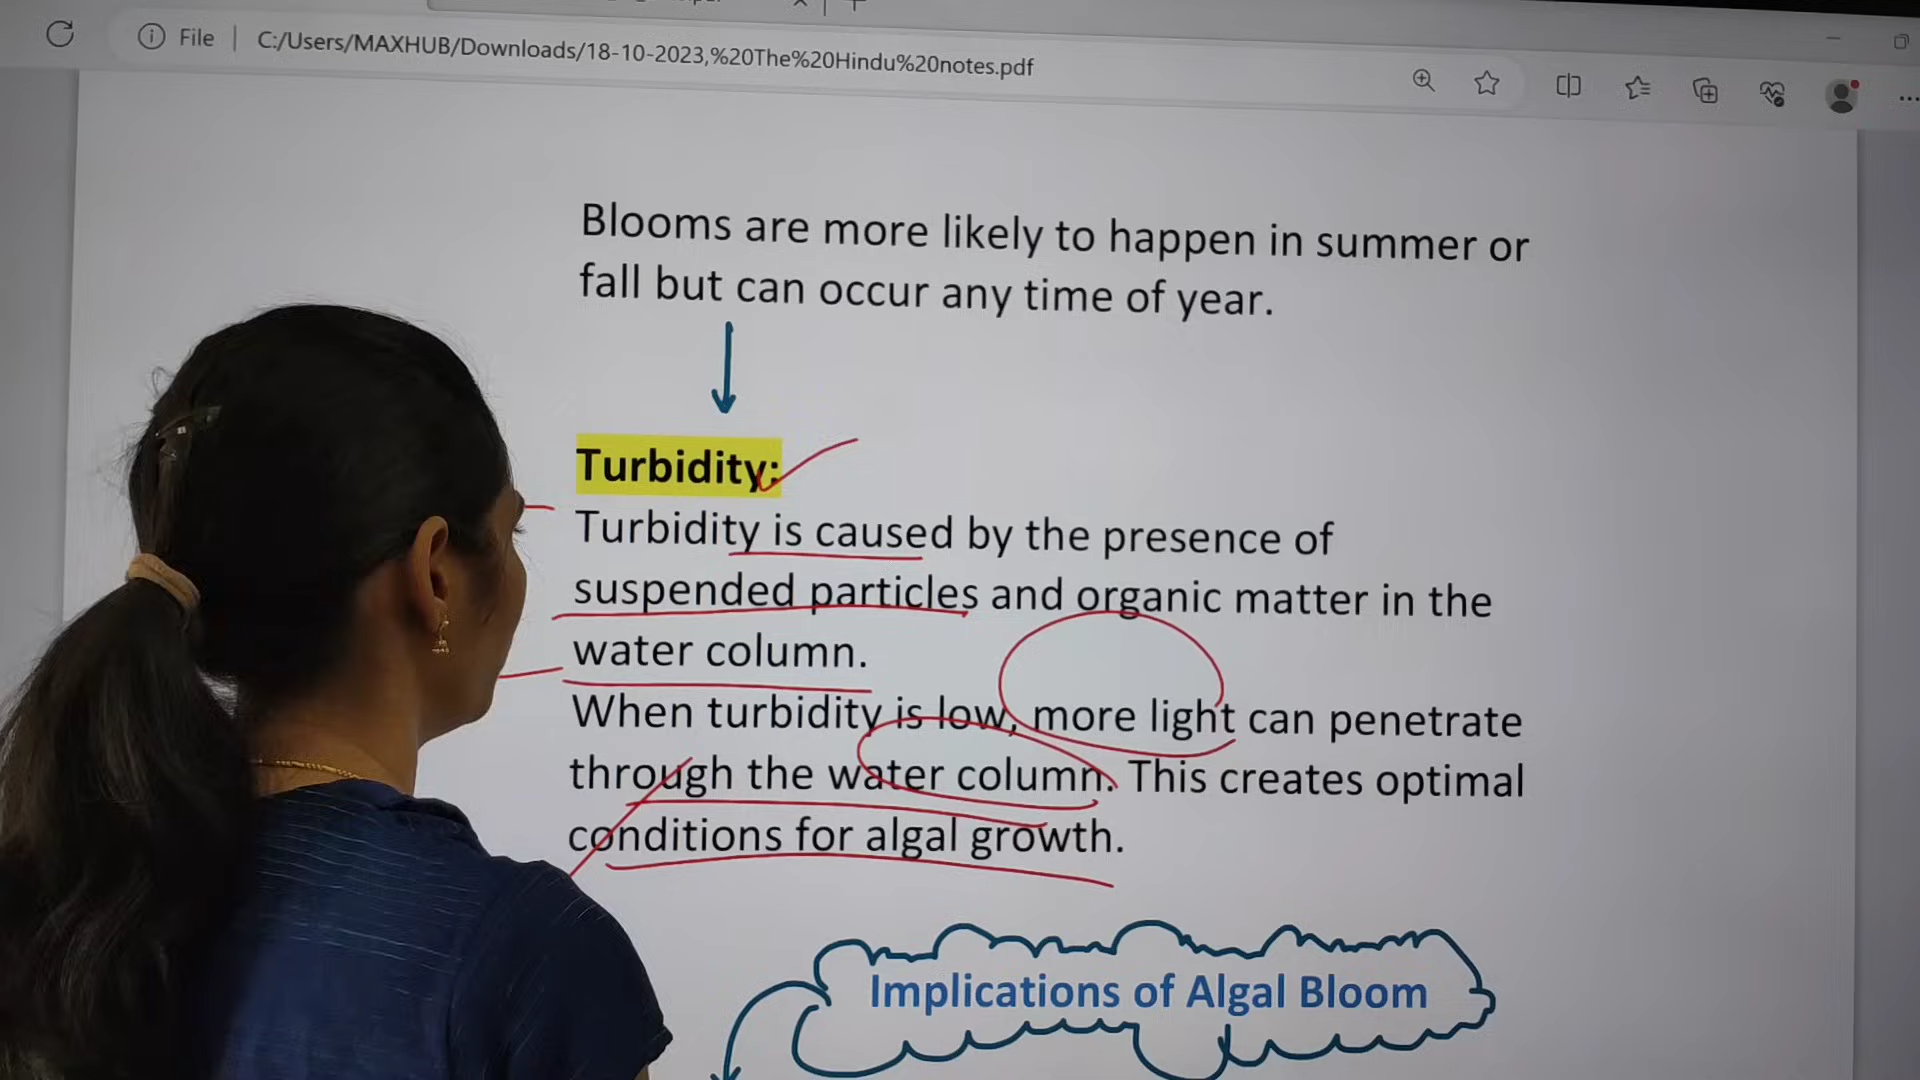 File
C:/Users/MAXHUB/Downloads/18-10-2023,%20The%20Hindu%20notes.pdf
Blooms are more likely to happen in summer or
fall but can occur any time of year.
Turbidity:
Turbidity is caused by the presence of
suspended particles and organic matter in the
water column.
When turbidity is low, more light can penetrate
through the water column. This creates optimal
conditions for algal growth.
Implications of Algal Bloom